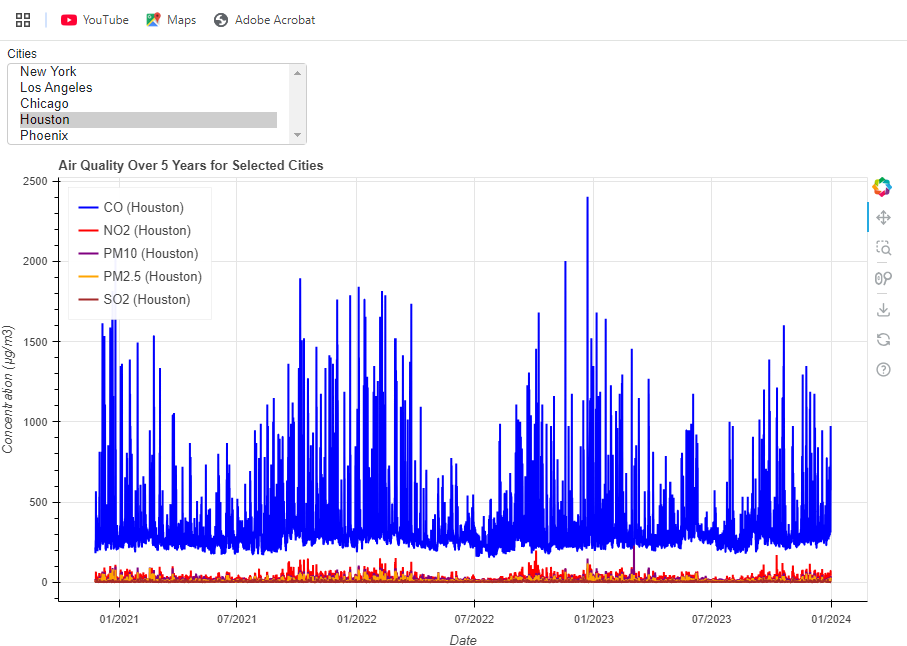 YouTube Maps Adobe Acrobat
Cities
New York
Los Angeles
Chicago
Houston
Phoenix
Air Quality Over 5 Years for Selected Cities
2500
2000
1500
1000
500
0
Concentration (µg/m3)
CO (Houston)
NO2 (Houston)
PM10 (Houston)
PM2.5 (Houston)
SO2 (Houston)
01/2021 07/2021 01/2022 07/2022 01/2023 07/2023 01/2024
Date